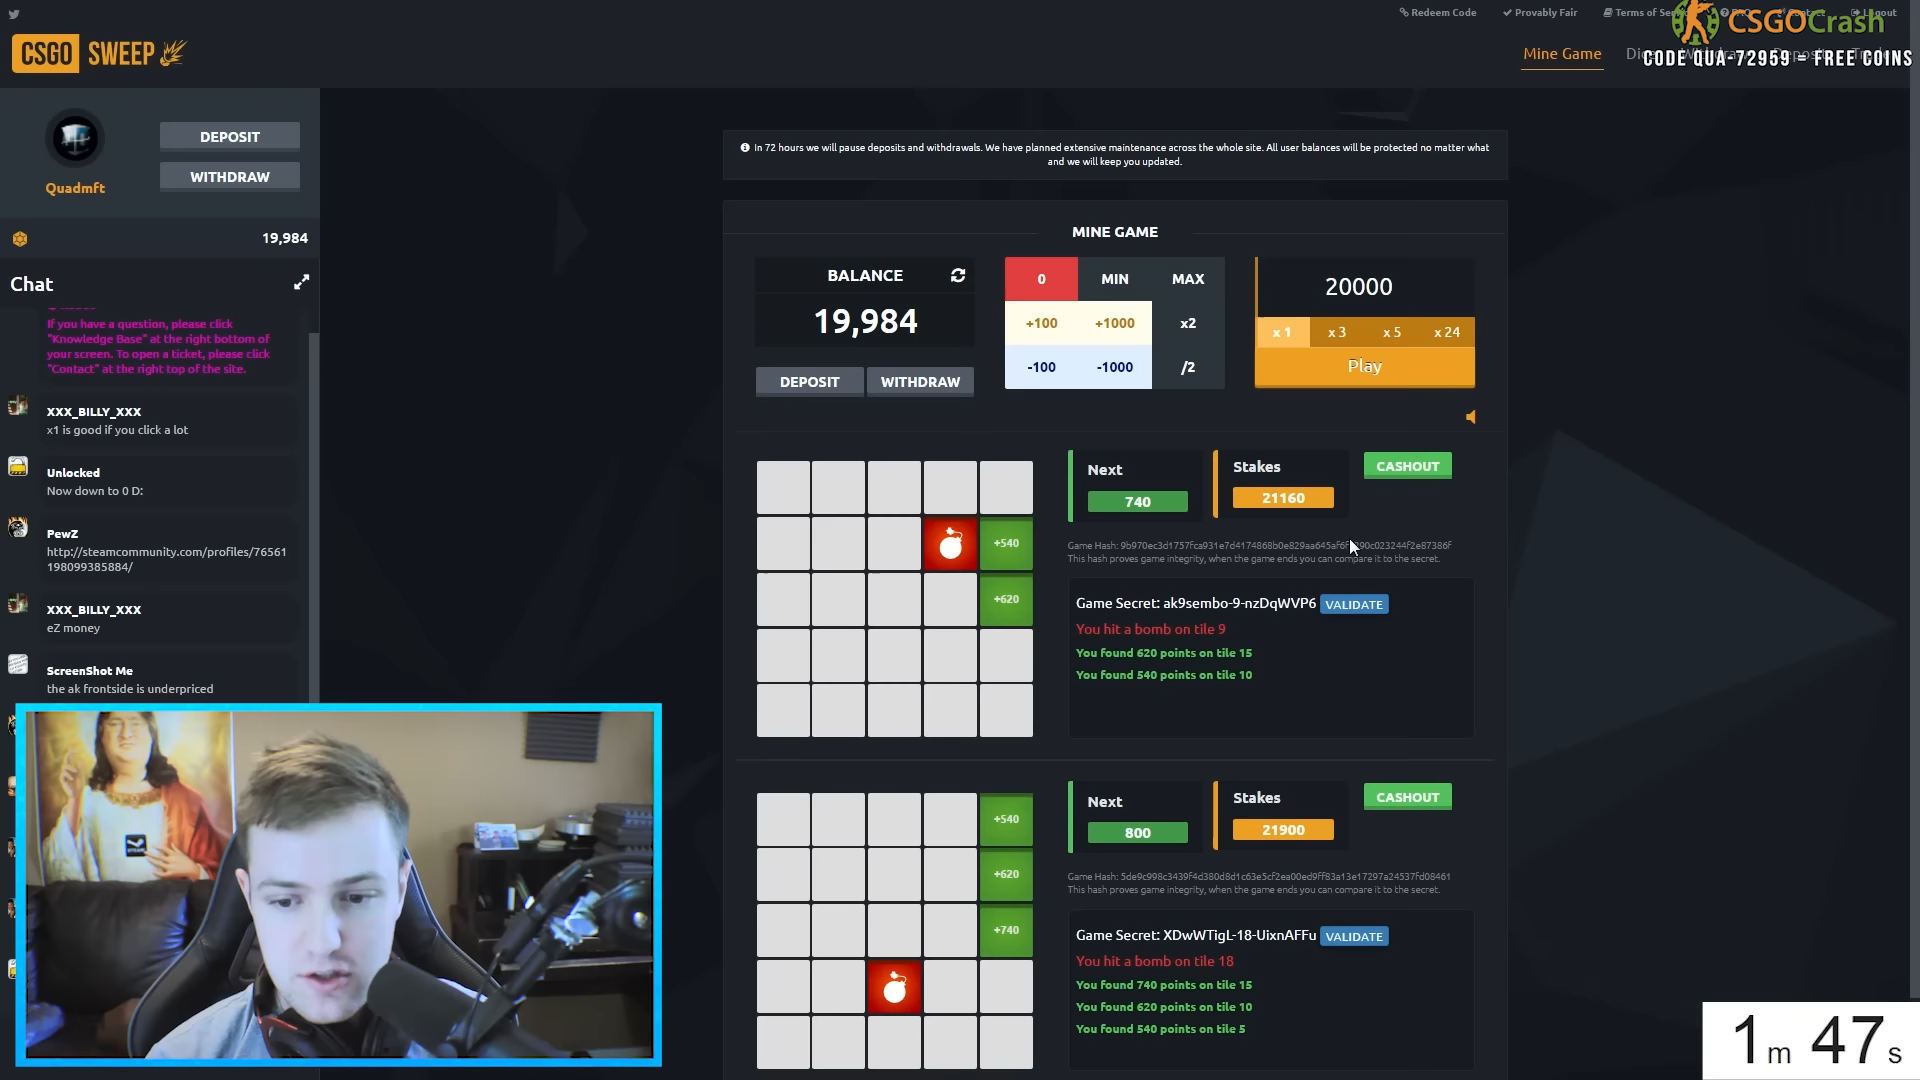 Redeem Code
Provably Fair
Terms of
Logout
CSGOCrash
CODE QUA-72959 = FREE COINS
CSGO SWEEP
Mine Game
DEPOSIT
WITHDRAW
Quadmft
19,984
Chat
If you have a question, please click
"Knowledge Base" at the right bottom of
your screen. To open a ticket, please click
"Contact" at the right top of the site.
XXX_BILLY_XXX
x1 is good if you click a lot
Unlocked
Now down to 0 D:
PewZ
http://steamcommunity.com/profiles/76561
198099385884/
XXX_BILLY_XXX
eZ money
ScreenShot Me
the ak frontside is underpriced
In 72 hours we will pause deposits and withdrawals. We have planned extensive maintenance across the whole site. All user balances will be protected no matter what
and we will keep you updated.
MINE GAME
BALANCE
19,984
DEPOSIT WITHDRAW
0 MIN MAX
+100 +1000 x2
-100 -1000 /2
20000
x 1 x 3 x 5 x 24
Play
+540
+620
Next
740
Stakes
21160
CASHOUT
Game Hash:
This hash proves game integrity, when the game ends you can compare it to the secret.
Game Secret: ak9sembo-9-nzDqWVP6 VALIDATE
You hit a bomb on tile 9
You found 620 points on tile 15
You found 540 points on tile 10
+540
+620
+740
Next
800
Stakes
21900
CASHOUT
Game Hash: 5de9c998c3439f4d380d8d1c63e5cf2ea00ed9ff83a13e17297a24537fd08461
This hash proves game integrity, when the game ends you can compare it to the secret.
Game Secret: XDwWTigL-18-UixnAFFu VALIDATE
You hit a bomb on tile 18
You found 740 points on tile 15
You found 620 points on tile 10
You found 540 points on tile 5
1m 47s